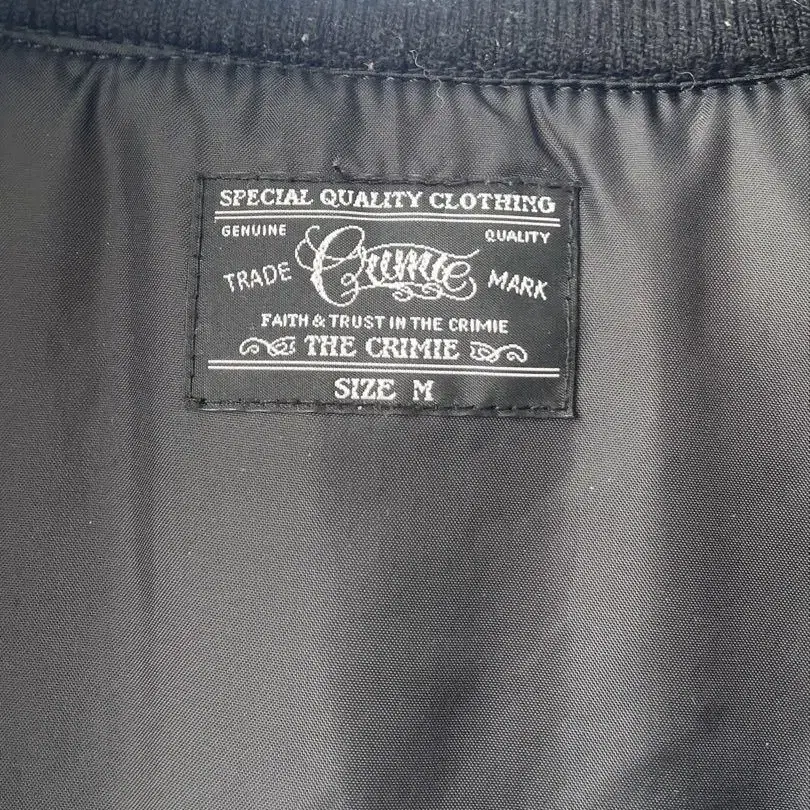 SPECIAL QUALITY CLOTHING
GENUINE QUALITY
TRADE Crimie MARK
FAITH & TRUST IN THE CRIMIE
THE CRIMIE
SIZE M